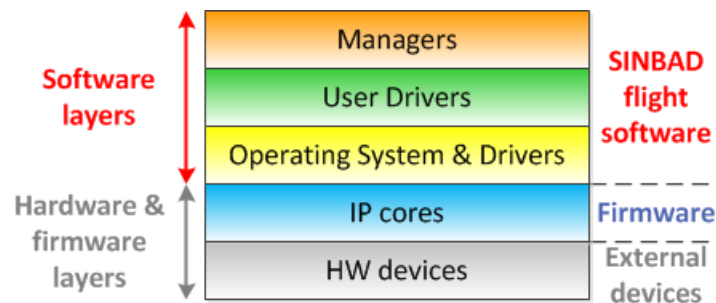 Managers
User Drivers
Operating System & Drivers
IP cores
HW devices
Software
layers
Hardware &
firmware
layers
SINBAD
flight
software
Firmware
External
devices